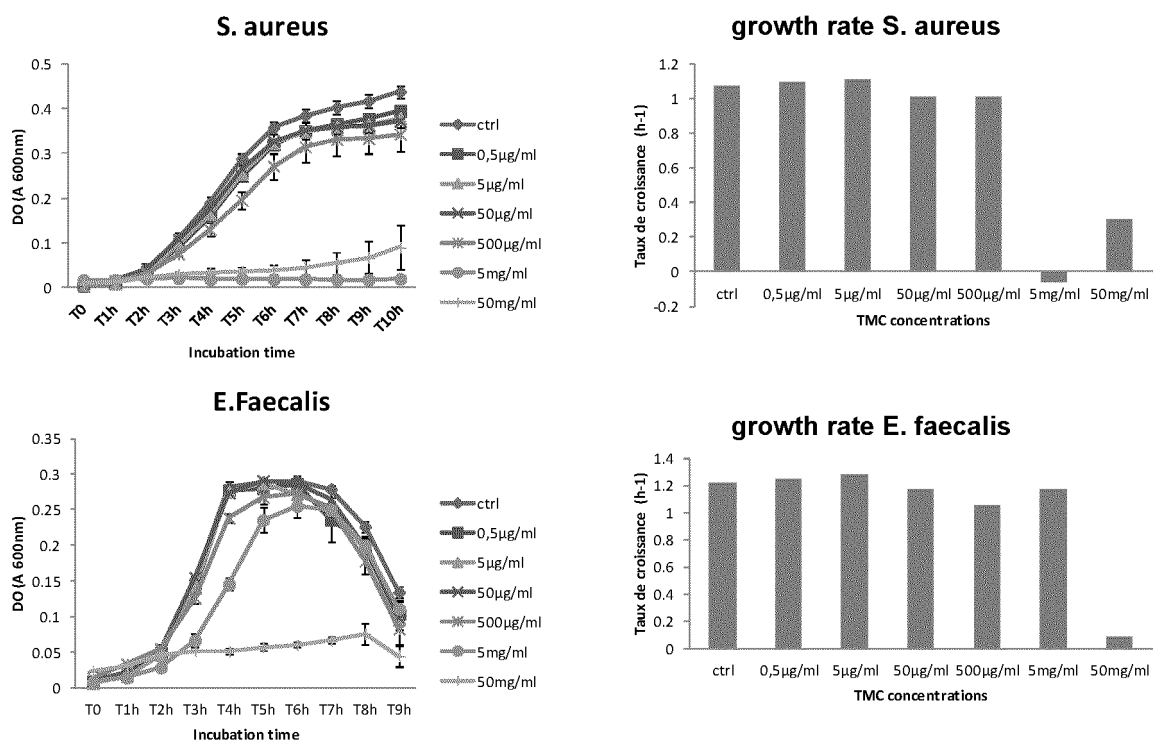 S. aureus
DO (A 600nm)
0.5
0.4
0.3
0.2
0.1
0
T0 T1h T2h T3h T4h T5h T6h T7h T8h T9h T10h
Incubation time
ctrl
0,5µg/ml
5µg/ml
50µg/ml
500µg/ml
5mg/ml
50mg/ml
growth rate S. aureus
Taux de croissance (h-1)
1.2
1
0.8
0.6
0.4
0.2
0
-0.2
ctrl 0,5µg/ml 5µg/ml 50µg/ml 500µg/ml 5mg/ml 50mg/ml
TMC concentrations
E.Faecalis
DO (A 600nm)
0.35
0.3
0.25
0.2
0.15
0.1
0.05
0
T0 T1h T2h T3h T4h T5h T6h T7h T8h T9h
Incubation time
ctrl
0,5µg/ml
5µg/ml
50µg/ml
500µg/ml
5mg/ml
50mg/ml
growth rate E. faecalis
Taux de croissance (h-1)
1.4
1.2
1
0.8
0.6
0.4
0.2
0
ctrl 0,5µg/ml 5µg/ml 50µg/ml 500µg/ml 5mg/ml 50mg/ml
TMC concentrations